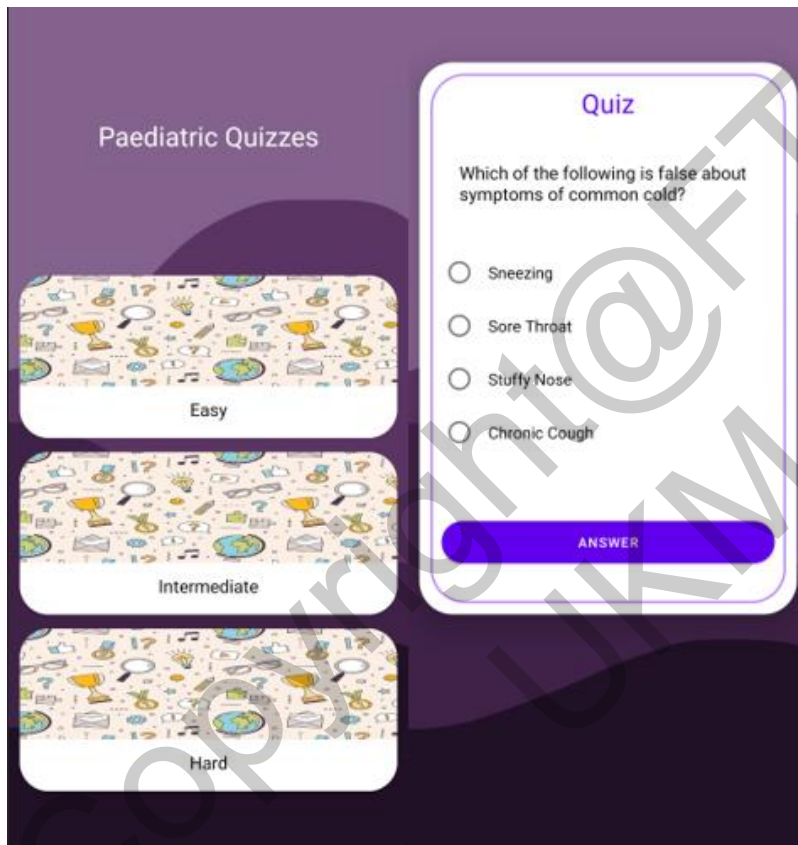 Paediatric Quizzes
Easy
Intermediate
Hard
Quiz
Which of the following is false about
symptoms of common cold?
Sneezing
Sore Throat
Stuffy Nose
Chronic Cough
ANSWER
Copyright@FT
UKM